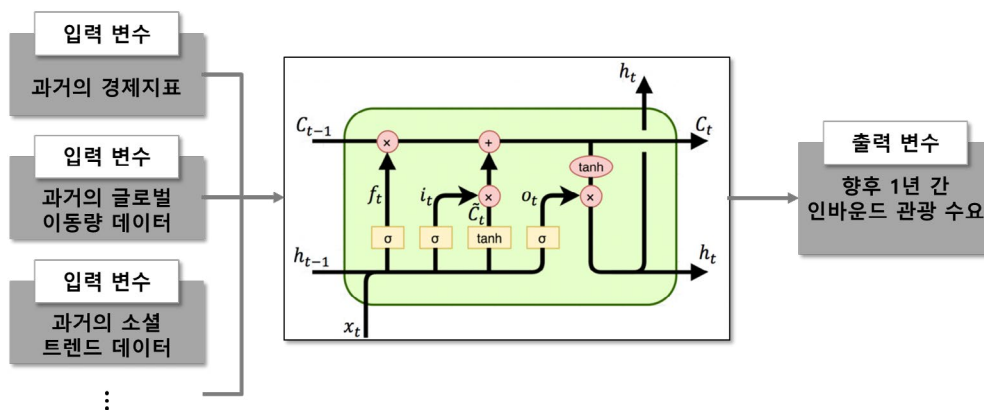 입력 변수
과거의 경제지표
입력 변수
과거의 글로벌
이동량 데이터
입력 변수
과거의 소셜
트렌드 데이터
⋮
h_t
C_{t-1}
×
+
C_t
tanh
f_t
i_t
×
o_t
×
C̃_t
σ
σ
tanh
σ
h_{t-1}
h_t
x_t
출력 변수
향후 1년 간
인바운드 관광 수요